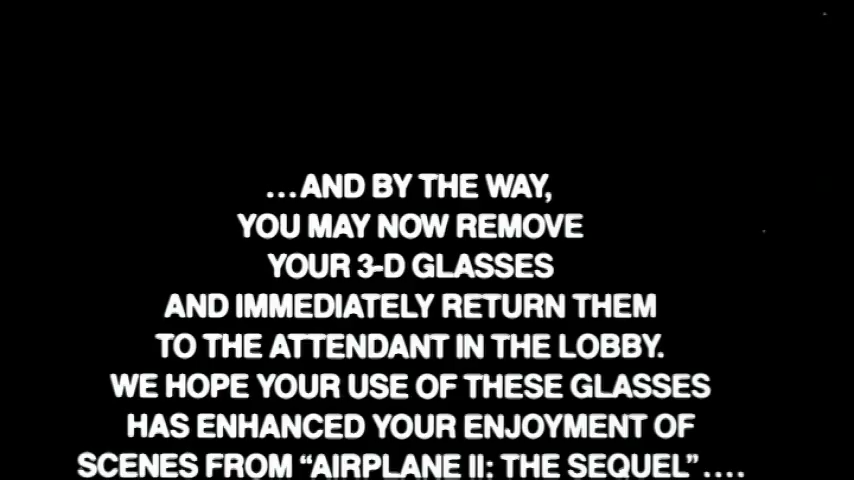 ...AND BY THE WAY,
YOU MAY NOW REMOVE
YOUR 3-D GLASSES
AND IMMEDIATELY RETURN THEM
TO THE ATTENDANT IN THE LOBBY.
WE HOPE YOUR USE OF THESE GLASSES
HAS ENHANCED YOUR ENJOYMENT OF
SCENES FROM “AIRPLANE II: THE SEQUEL”....